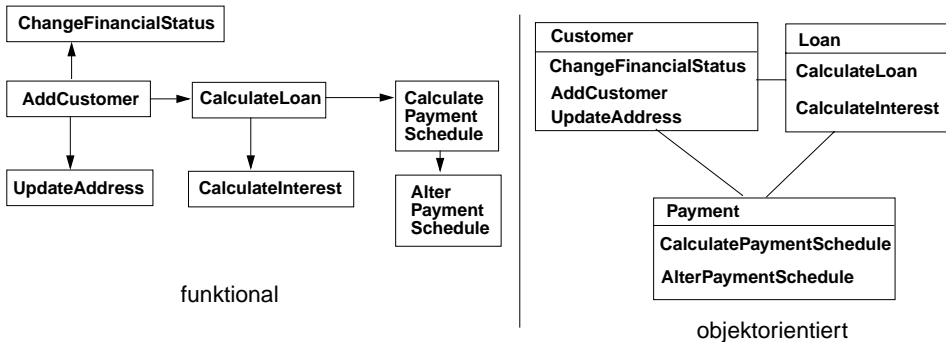 ChangeFinancialStatus
AddCustomer
CalculateLoan
Calculate
Payment
Schedule
UpdateAddress
CalculateInterest
Alter
Payment
Schedule
funktional
Customer
ChangeFinancialStatus
AddCustomer
UpdateAddress
Loan
CalculateLoan
CalculateInterest
Payment
CalculatePaymentSchedule
AlterPaymentSchedule
objektorientiert